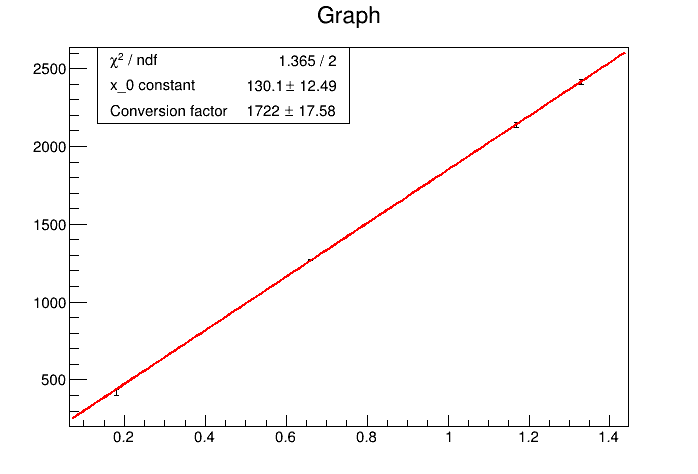 Graph
χ² / ndf 1.365 / 2
x_0 constant 130.1 ± 12.49
Conversion factor 1722 ± 17.58
2500
2000
1500
1000
500
0.2 0.4 0.6 0.8 1 1.2 1.4